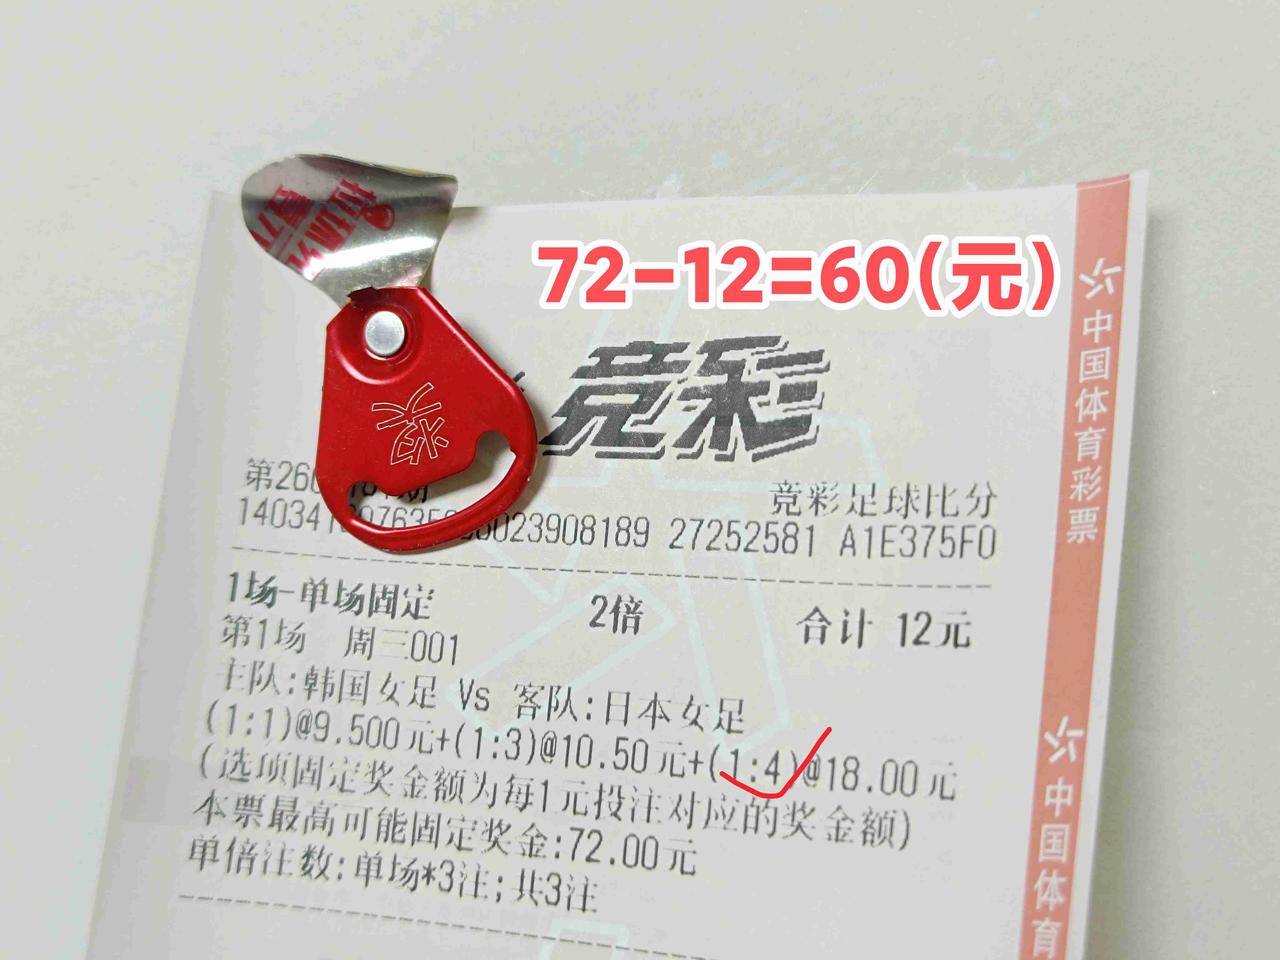 72-12=60(元)
竞彩
奖
第26 期
竞彩足球比分
023908189 27252581 A1E375F0
1场-单场固定 2倍 合计 12元
第1场 周三001
主队:韩国女足 Vs 客队:日本女足
(1:1)@9.500元+(1:3)@10.50元+(1:4)@18.00元
(选项固定奖金额为每1元投注对应的奖金额)
本票最高可能固定奖金:72.00元
单倍注数:单场*3注;共3注
中国体育彩票
中国体育